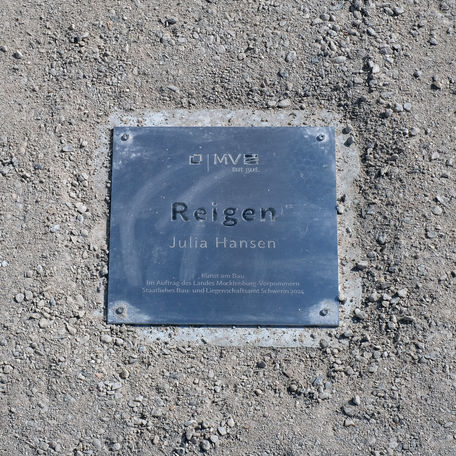 MV
tut gut.
Reigen
Julia Hansen
Kunst am Bau
Im Auftrag des Landes Mecklenburg-Vorpommern
Staatliches Bau- und Liegenschaftsamt Schwerin 2024